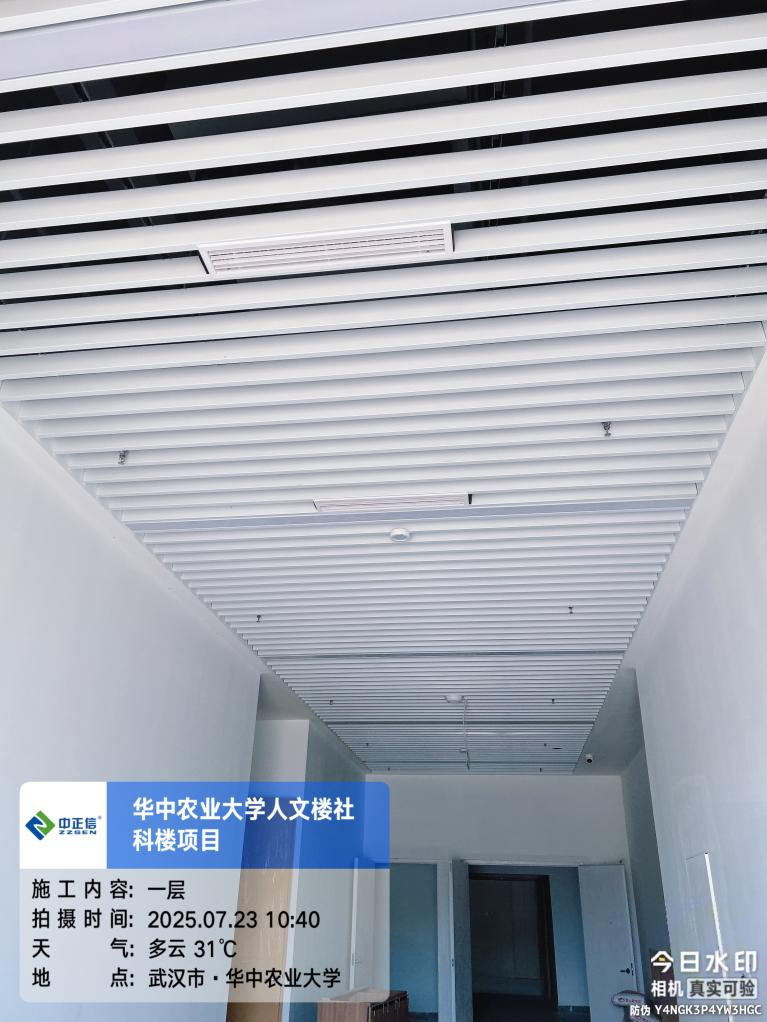 中正信®
ZZSEN
华中农业大学人文楼社
科楼项目
施工内容: 一层
拍摄时间: 2025.07.23 10:40
天气: 多云 31℃
地点: 武汉市·华中农业大学
今日水印
相机 真实可验
防伪 Y4NGK3P4YW3HGC